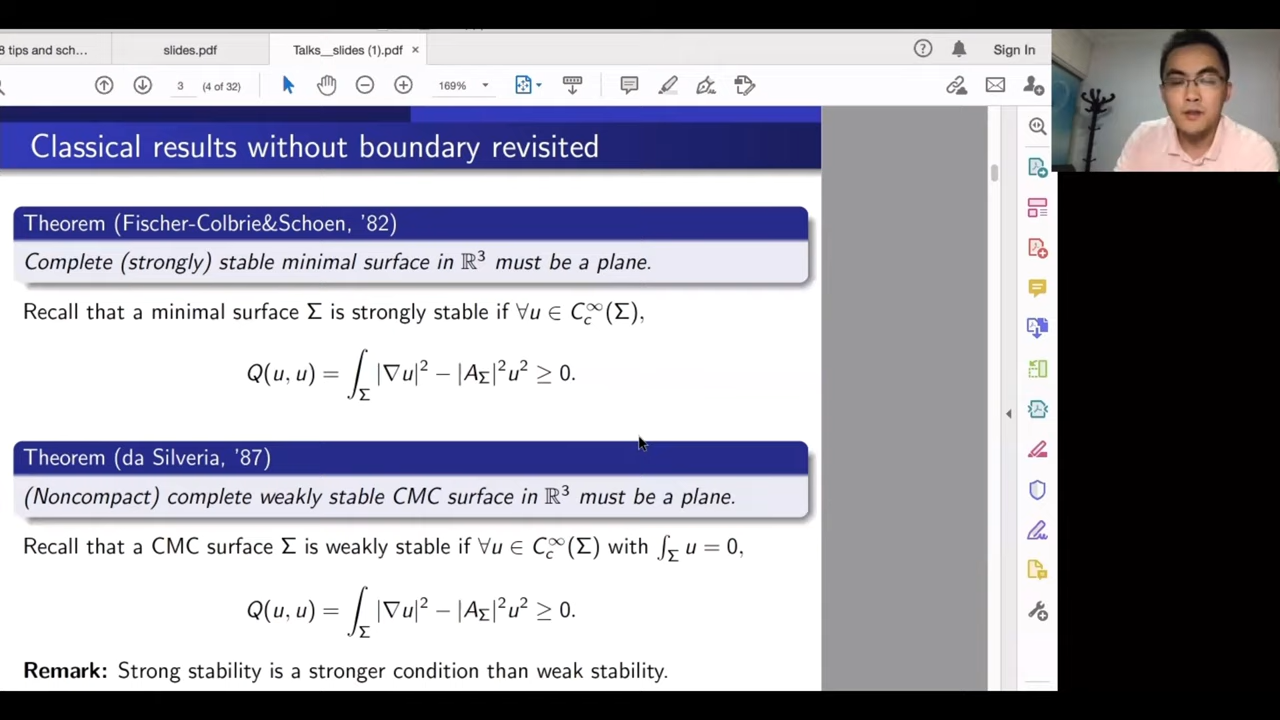 8 tips and sch...
slides.pdf
Talks__slides (1).pdf ×
Sign In
3 (4 of 32)
169%
Classical results without boundary revisited
Theorem (Fischer-Colbrie&Schoen, '82)
Complete (strongly) stable minimal surface in ℝ³ must be a plane.
Recall that a minimal surface Σ is strongly stable if ∀u ∈ C_c^∞(Σ),
Q(u, u) = ∫_Σ |∇u|² − |A_Σ|²u² ≥ 0.
Theorem (da Silveria, '87)
(Noncompact) complete weakly stable CMC surface in ℝ³ must be a plane.
Recall that a CMC surface Σ is weakly stable if ∀u ∈ C_c^∞(Σ) with ∫_Σ u = 0,
Q(u, u) = ∫_Σ |∇u|² − |A_Σ|²u² ≥ 0.
Remark: Strong stability is a stronger condition than weak stability.